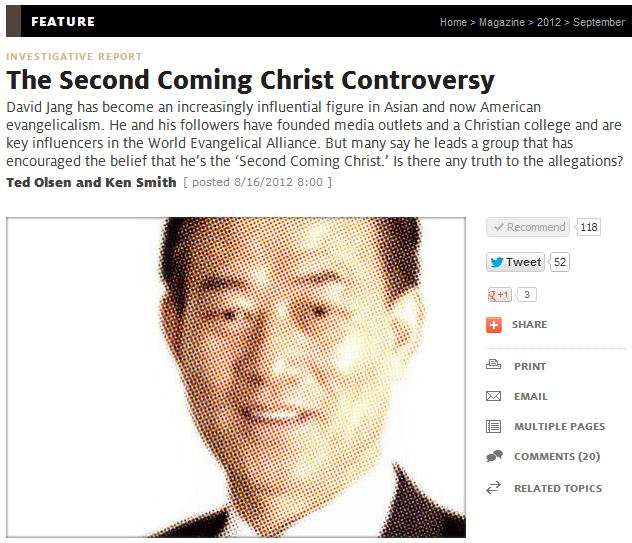 FEATURE
Home > Magazine > 2012 > September
INVESTIGATIVE REPORT
The Second Coming Christ Controversy
David Jang has become an increasingly influential figure in Asian and now American
evangelicalism. He and his followers have founded media outlets and a Christian college and are
key influencers in the World Evangelical Alliance. But many say he leads a group that has
encouraged the belief that he's the ‘Second Coming Christ.’ Is there any truth to the allegations?
Ted Olsen and Ken Smith [ posted 8/16/2012 8:00 ]
Recommend 118
Tweet 52
g +1 3
SHARE
PRINT
EMAIL
MULTIPLE PAGES
COMMENTS (20)
RELATED TOPICS